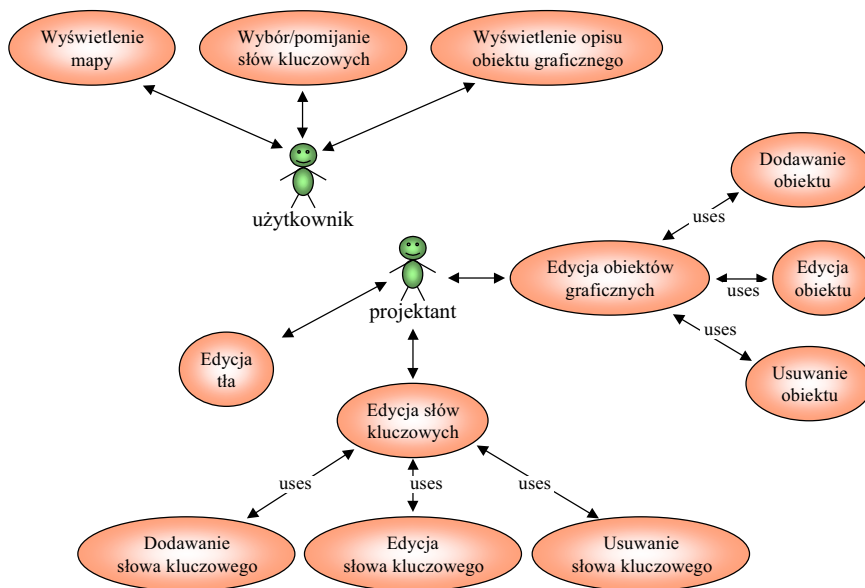 Wyświetlenie
mapy
Wybór/pomijanie
słów kluczowych
Wyświetlenie opisu
obiektu graficznego
użytkownik
Dodawanie
obiektu
uses
projektant
Edycja obiektów
graficznych
uses
Edycja
obiektu
uses
Edycja
tła
Usuwanie
obiektu
Edycja słów
kluczowych
uses
uses
uses
Dodawanie
słowa kluczowego
Edycja
słowa kluczowego
Usuwanie
słowa kluczowego